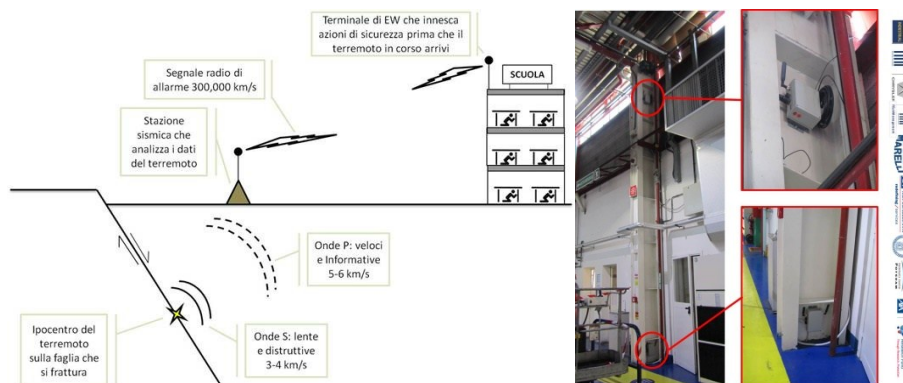 Terminale di EW che innesca
azioni di sicurezza prima che il
terremoto in corso arrivi
Segnale radio di
allarme 300,000 km/s
SCUOLA
Stazione
sismica che
analizza i dati
del terremoto
Onde P: veloci
e Informative
5-6 km/s
Ipocentro del
terremoto
sulla faglia che
si frattura
Onde S: lente
e distruttive
3-4 km/s